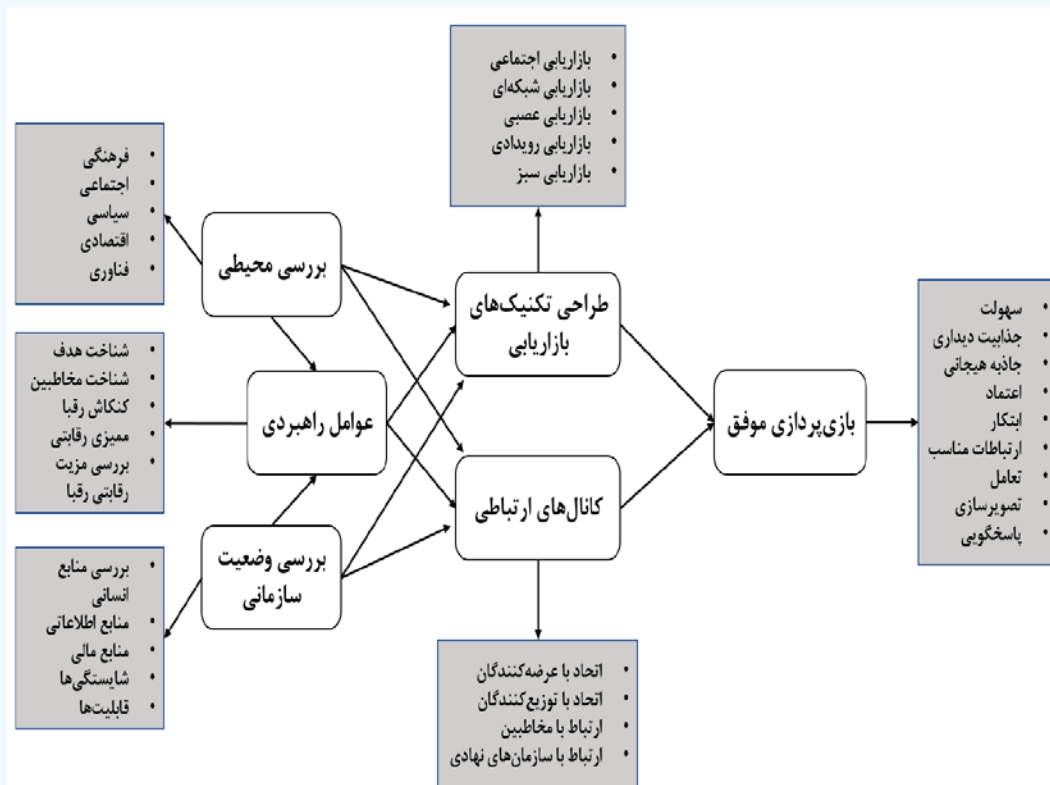 • بازاریابی اجتماعی
• بازاریابی شبکه‌ای
• بازاریابی عصبی
• بازاریابی رویدادی
• بازاریابی سبز
• فرهنگی
• اجتماعی
• سیاسی
• اقتصادی
• فناوری
بررسی محیطی
طراحی تکنیک‌های
بازاریابی
• سهولت
• جذابیت دیداری
• جاذبه هیجانی
• اعتماد
• ابتکار
• ارتباطات مناسب
• تعامل
• تصویرسازی
• پاسخگویی
• شناخت هدف
• شناخت مخاطبین
• کنکاش رقبا
• ممیزی رقابتی
• بررسی مزیت
رقابتی رقبا
عوامل راهبردی
بازی‌پردازی موفق
کانال‌های ارتباطی
بررسی وضعیت
سازمانی
• بررسی منابع
انسانی
• منابع اطلاعاتی
• منابع مالی
• شایستگی‌ها
• قابلیت‌ها
• اتحاد با عرضه‌کنندگان
• اتحاد با توزیع‌کنندگان
• ارتباط با مخاطبین
• ارتباط با سازمان‌های نهادی